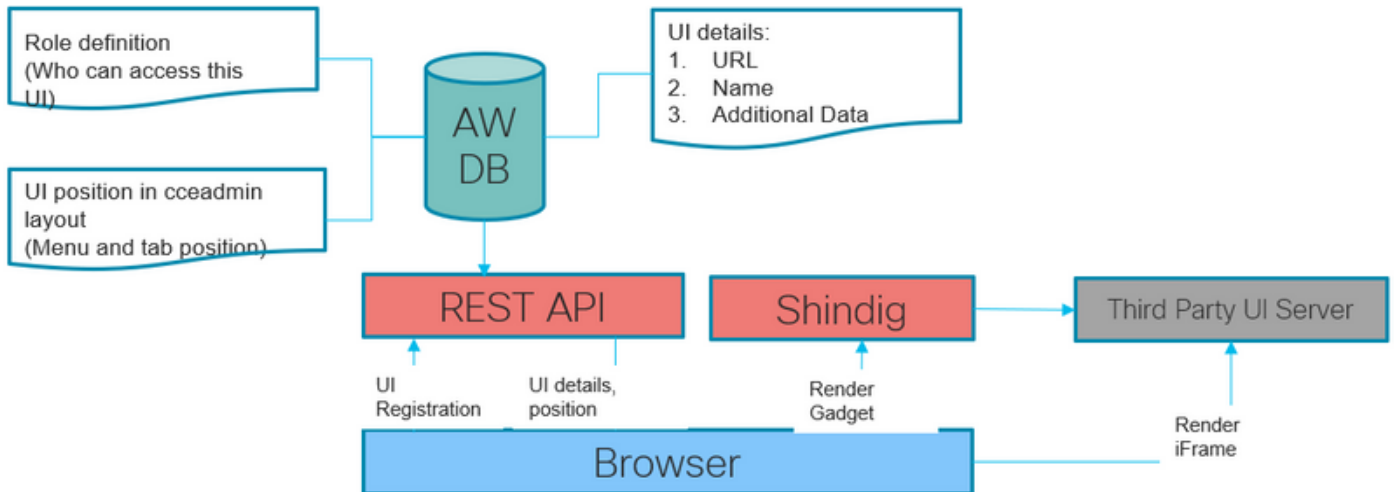 Role definition
(Who can access this
UI)
UI details:
1. URL
2. Name
3. Additional Data
AW
DB
UI position in cceadmin
layout
(Menu and tab position)
REST API
Shindig
Third Party UI Server
UI
Registration
UI details,
position
Render
Gadget
Render
iFrame
Browser